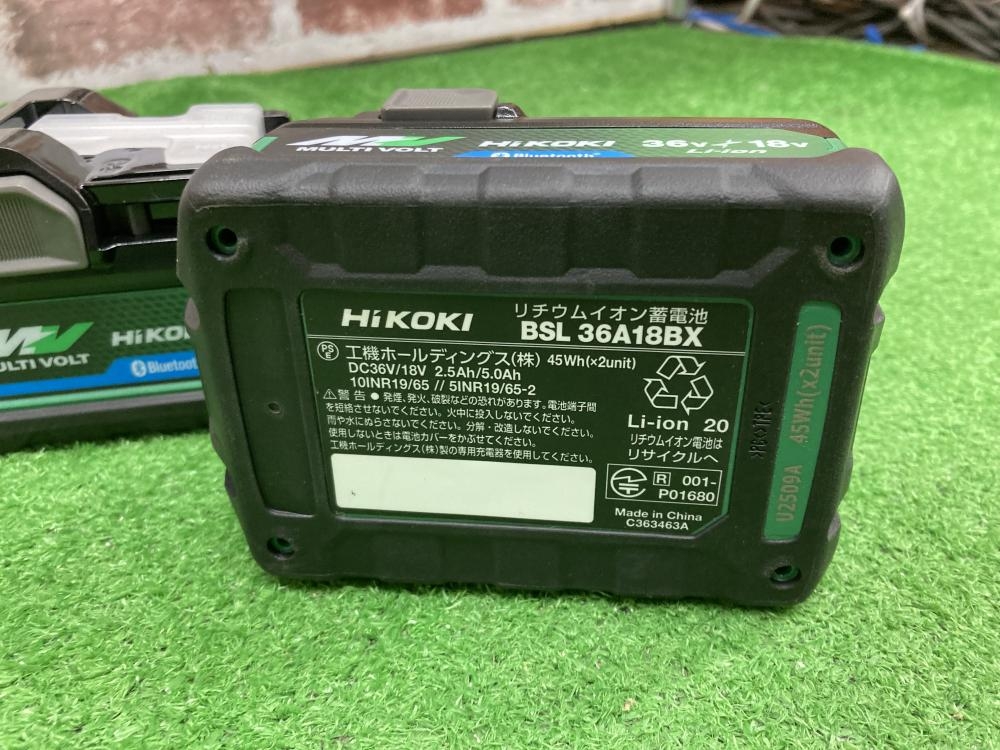 MULTI VOLT
HiKOKI
36V⇄18V
Li-ion
Bluetooth
MULTI VOLT
Bluetooth
HiKOKI
リチウムイオン蓄電池
BSL 36A18BX
PS
E
工機ホールディングス(株) 45Wh(×2unit)
DC36V/18V 2.5Ah/5.0Ah
10INR19/65 // 5INR19/65-2
⚠警告 ● 発煙、発火、破裂などの恐れがあります。電池端子間
を短絡させないでください。火中に投入しないでください。
雨や水にぬらさないでください。分解・改造しないでください。
使用しないときは電池カバーをかぶせてください。
工機ホールディングス(株)製の専用充電器を使用してください。
Li-ion 20
リチウムイオン電池は
リサイクルへ
R 001-
P01680
Made in China
C363463A
U2509A 45Wh(x2unit)